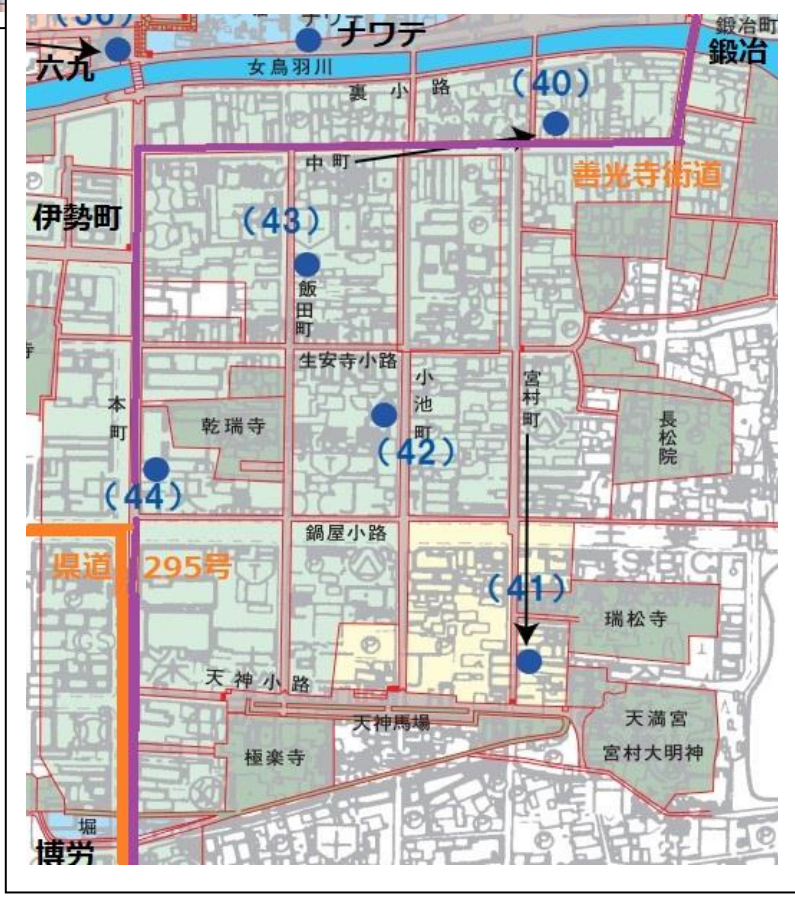 ナワテ
ナワテ
鍛冶町
鍛冶
六九
女鳥羽川
裏小路
(40)
中町
善光寺街道
伊勢町
(43)
飯田町
生安寺小路
小池町
宮村町
本町
乾瑞寺
長松院
(42)
(44)
鍋屋小路
県道 295号
(41)
瑞松寺
天神小路
天神馬場
天満宮
宮村大明神
極楽寺
堀
博労